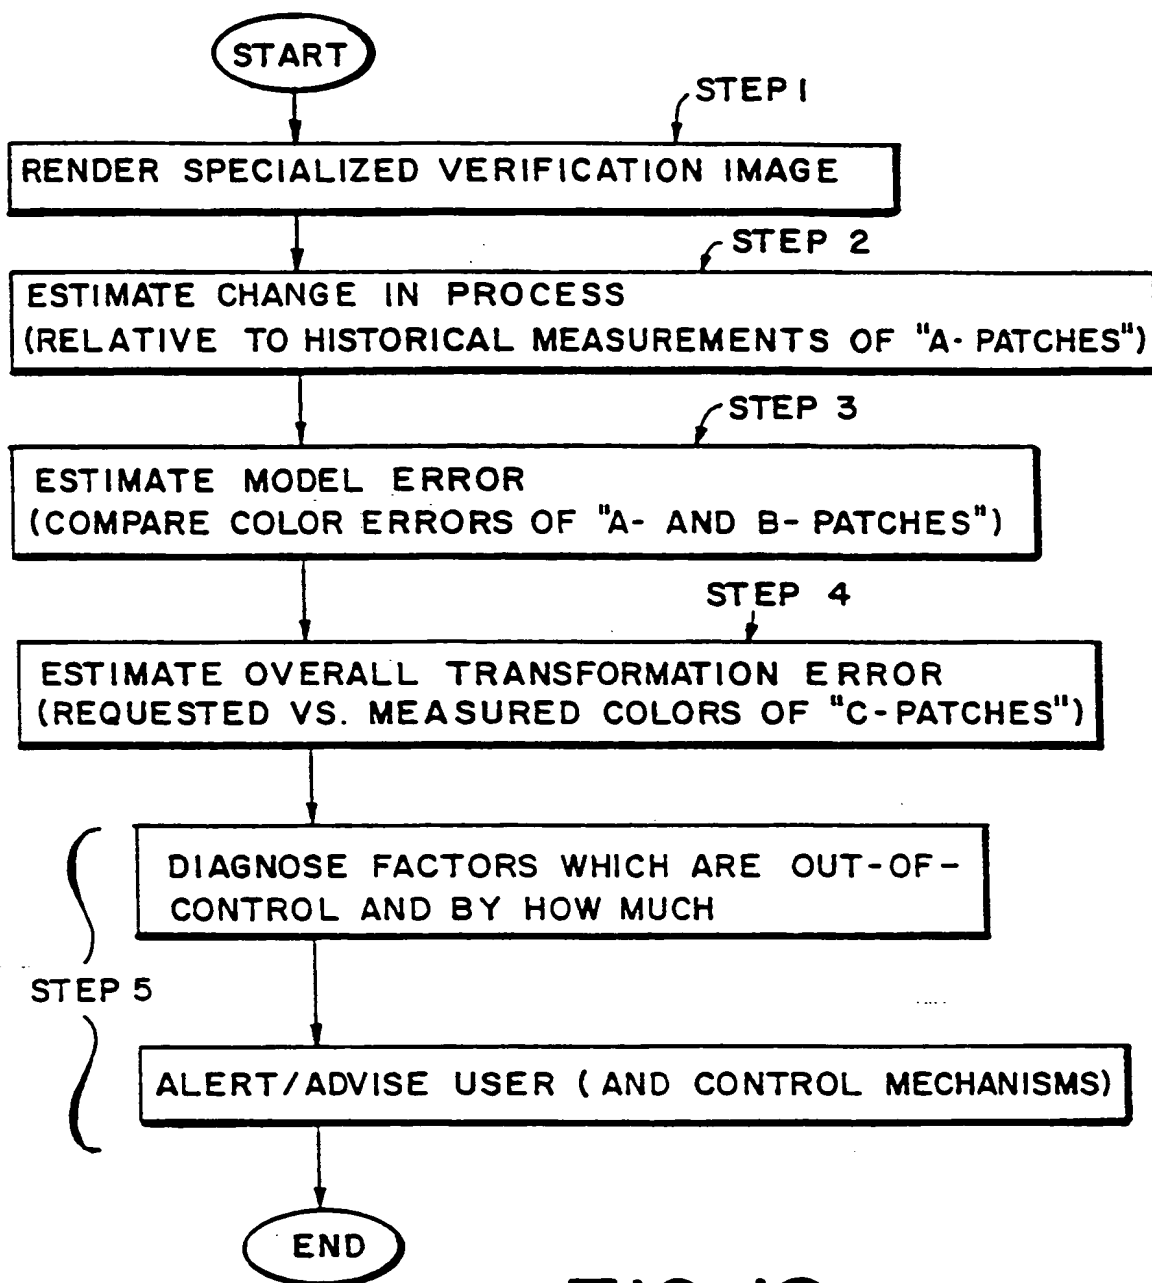 START
STEP 1
RENDER SPECIALIZED VERIFICATION IMAGE
STEP 2
ESTIMATE CHANGE IN PROCESS
(RELATIVE TO HISTORICAL MEASUREMENTS OF "A-PATCHES")
STEP 3
ESTIMATE MODEL ERROR
(COMPARE COLOR ERRORS OF "A- AND B-PATCHES")
STEP 4
ESTIMATE OVERALL TRANSFORMATION ERROR
(REQUESTED VS. MEASURED COLORS OF "C-PATCHES")
DIAGNOSE FACTORS WHICH ARE OUT-OF-
CONTROL AND BY HOW MUCH
STEP 5
ALERT/ADVISE USER (AND CONTROL MECHANISMS)
END